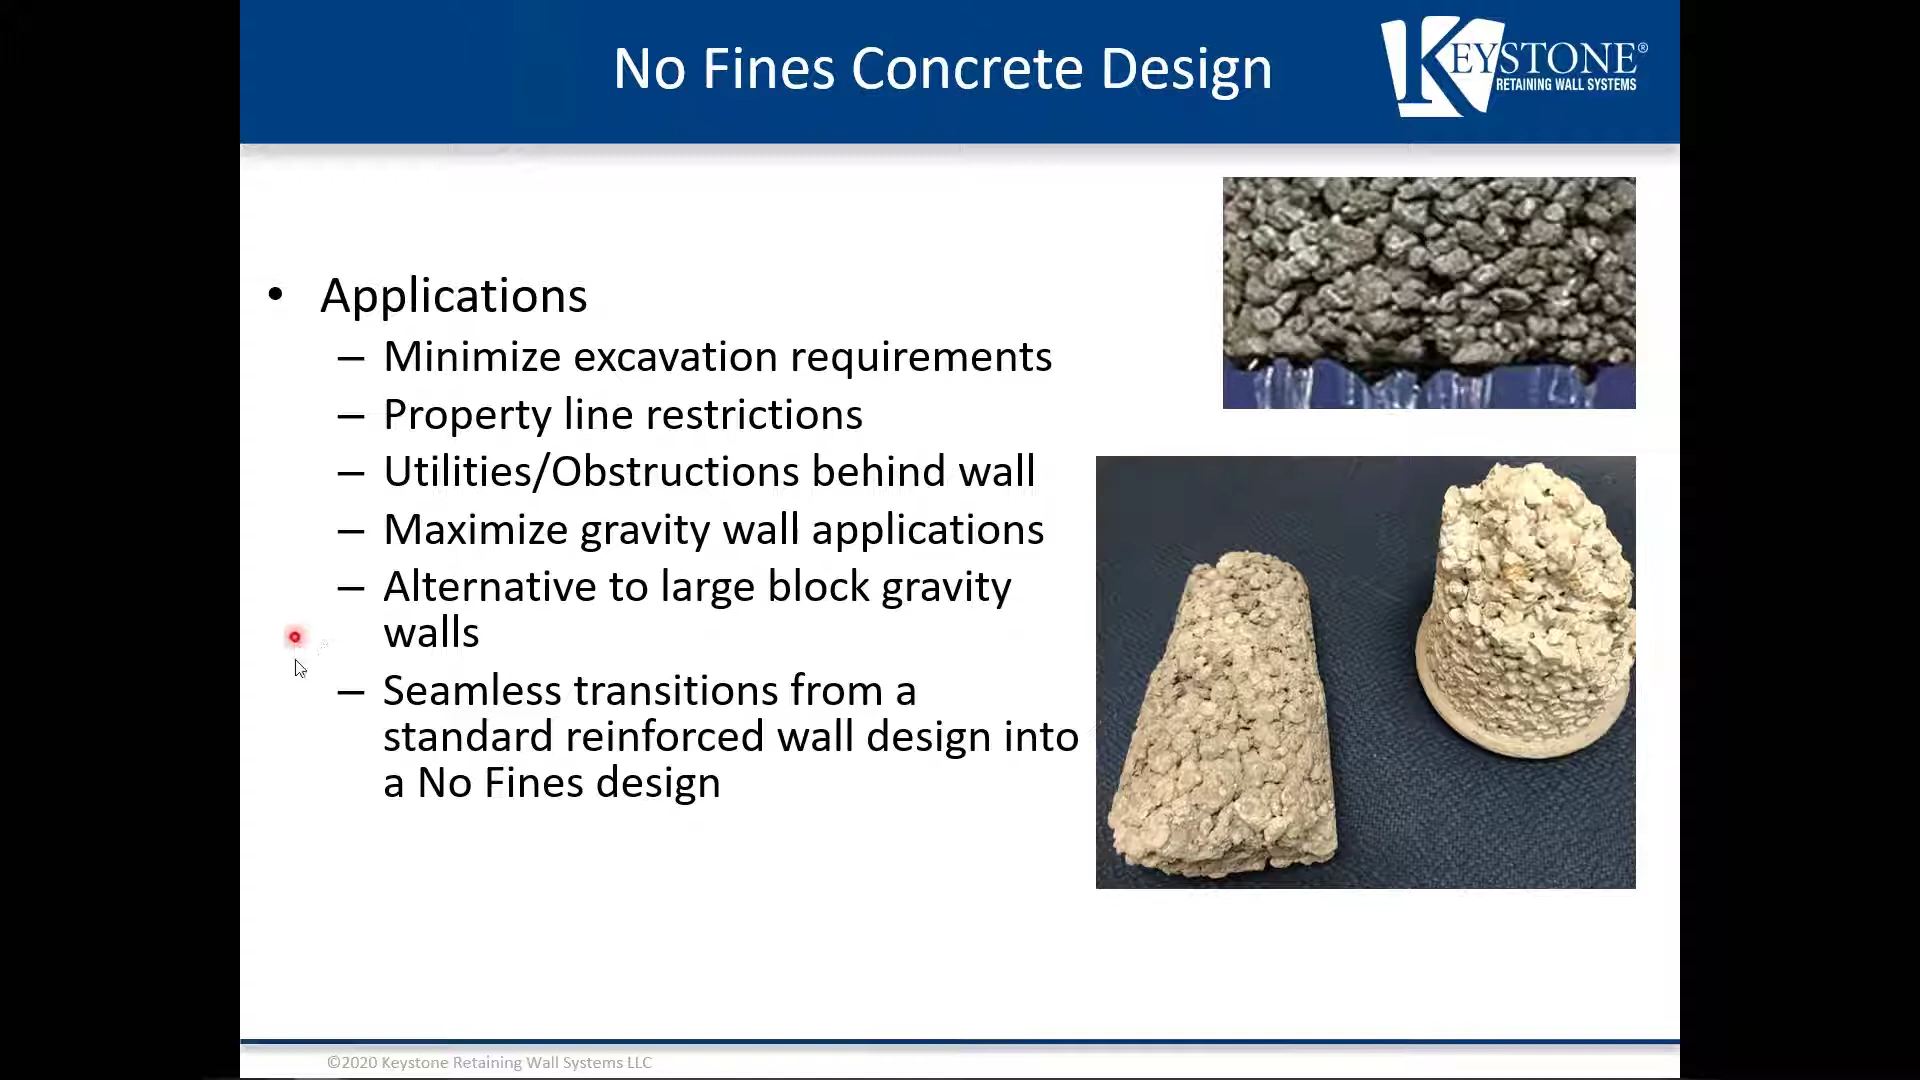 No Fines Concrete Design
KEYSTONE®
RETAINING WALL SYSTEMS
• Applications
– Minimize excavation requirements
– Property line restrictions
– Utilities/Obstructions behind wall
– Maximize gravity wall applications
– Alternative to large block gravity
walls
– Seamless transitions from a
standard reinforced wall design into
a No Fines design
©2020 Keystone Retaining Wall Systems LLC